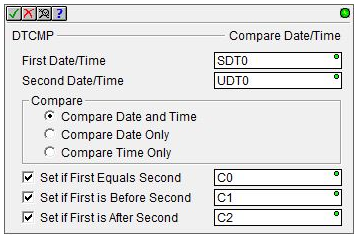 DTCMP Compare Date/Time
First Date/Time SDT0
Second Date/Time UDT0
Compare
Compare Date and Time
Compare Date Only
Compare Time Only
Set if First Equals Second C0
Set if First is Before Second C1
Set if First is After Second C2